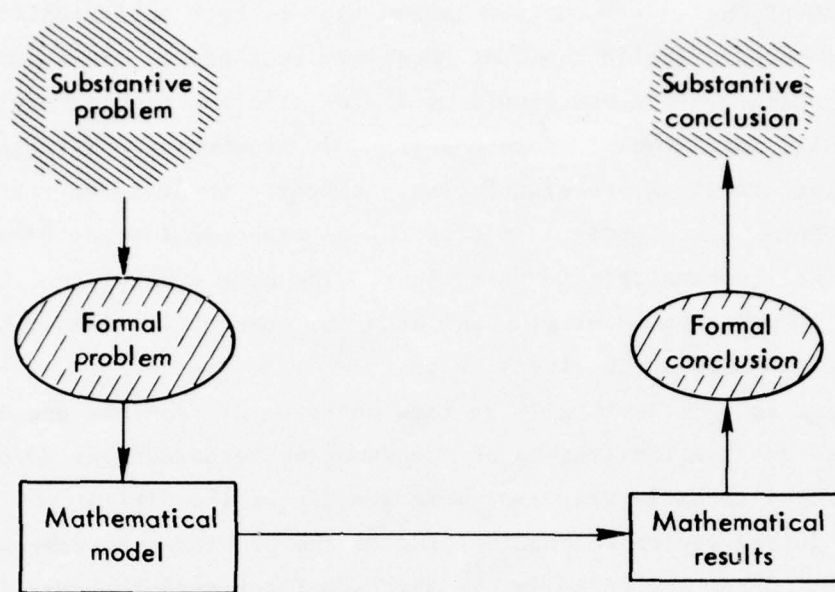 Substantive
problem
Substantive
conclusion
Formal
problem
Formal
conclusion
Mathematical
model
Mathematical
results